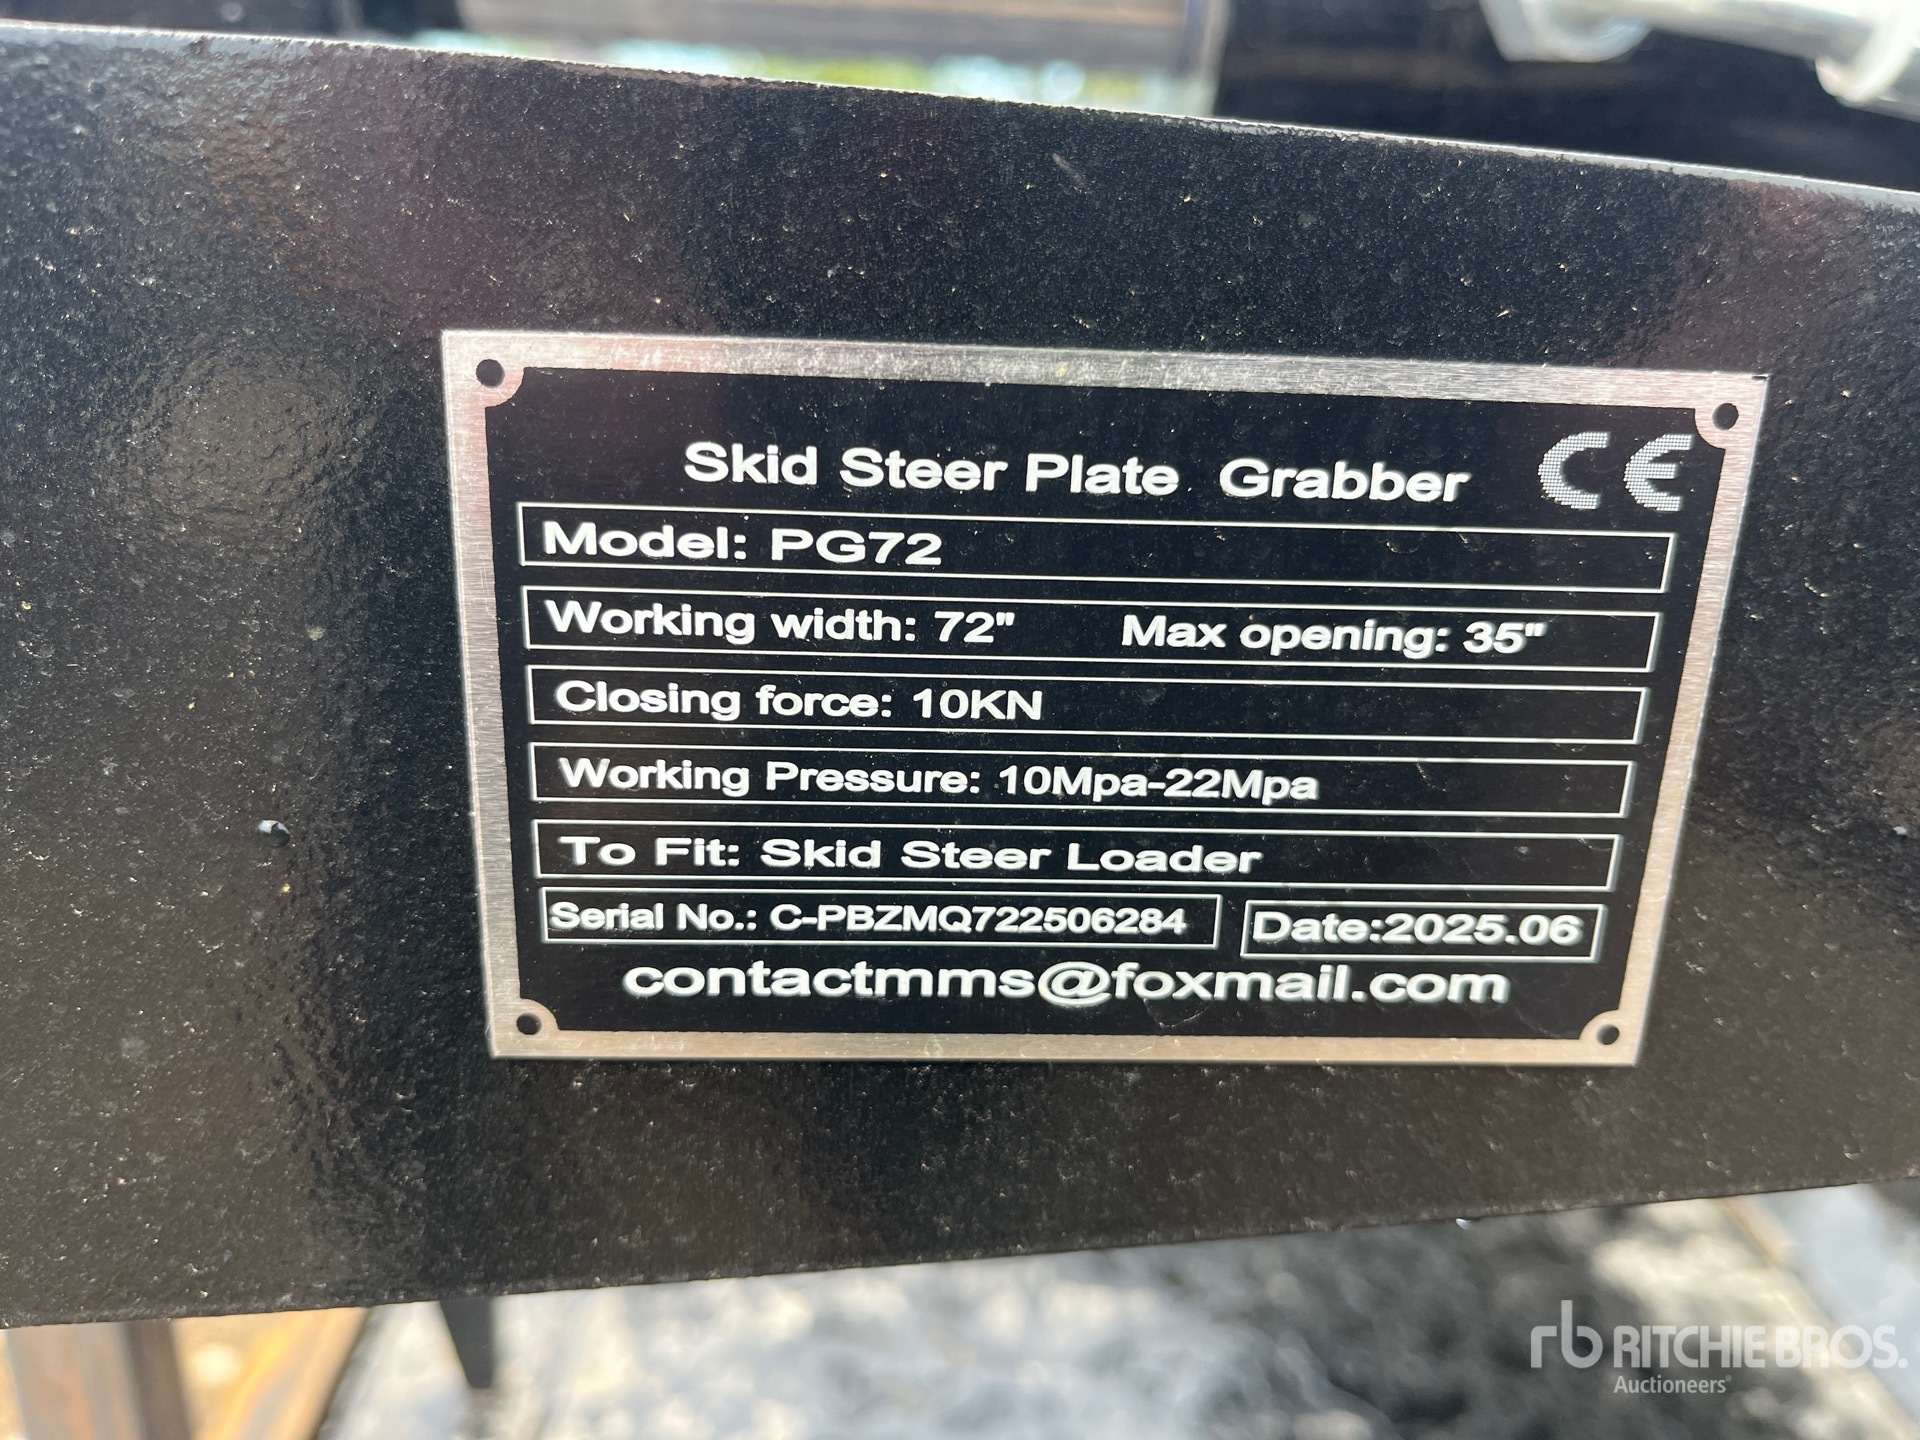 Skid Steer Plate Grabber CE
Model: PG72
Working width: 72" Max opening: 35"
Closing force: 10KN
Working Pressure: 10Mpa-22Mpa
To Fit: Skid Steer Loader
Serial No.: C-PBZMQ722506284 Date:2025.06
contactmms@foxmail.com
rb RITCHIE BROS.
Auctioneers